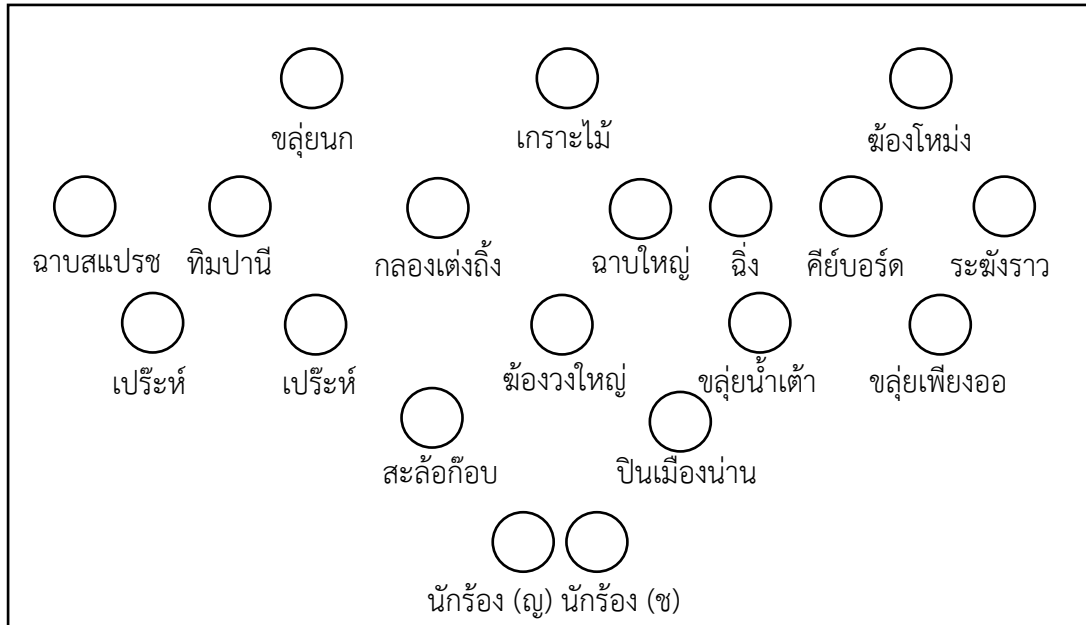 ขลุ่ยนก เกราะไม้ ฆ้องโหม่ง
ฉาบสแปรช ทิมปานี กลองเต่งถิ้ง ฉาบใหญ่ ฉิ่ง คีย์บอร์ด ระฆังราว
เปร๊ะห์ เปร๊ะห์ ฆ้องวงใหญ่ ขลุ่ยน้ำเต้า ขลุ่ยเพียงออ
สะล้อก๊อบ ปินเมืองน่าน
นักร้อง (ญ) นักร้อง (ช)